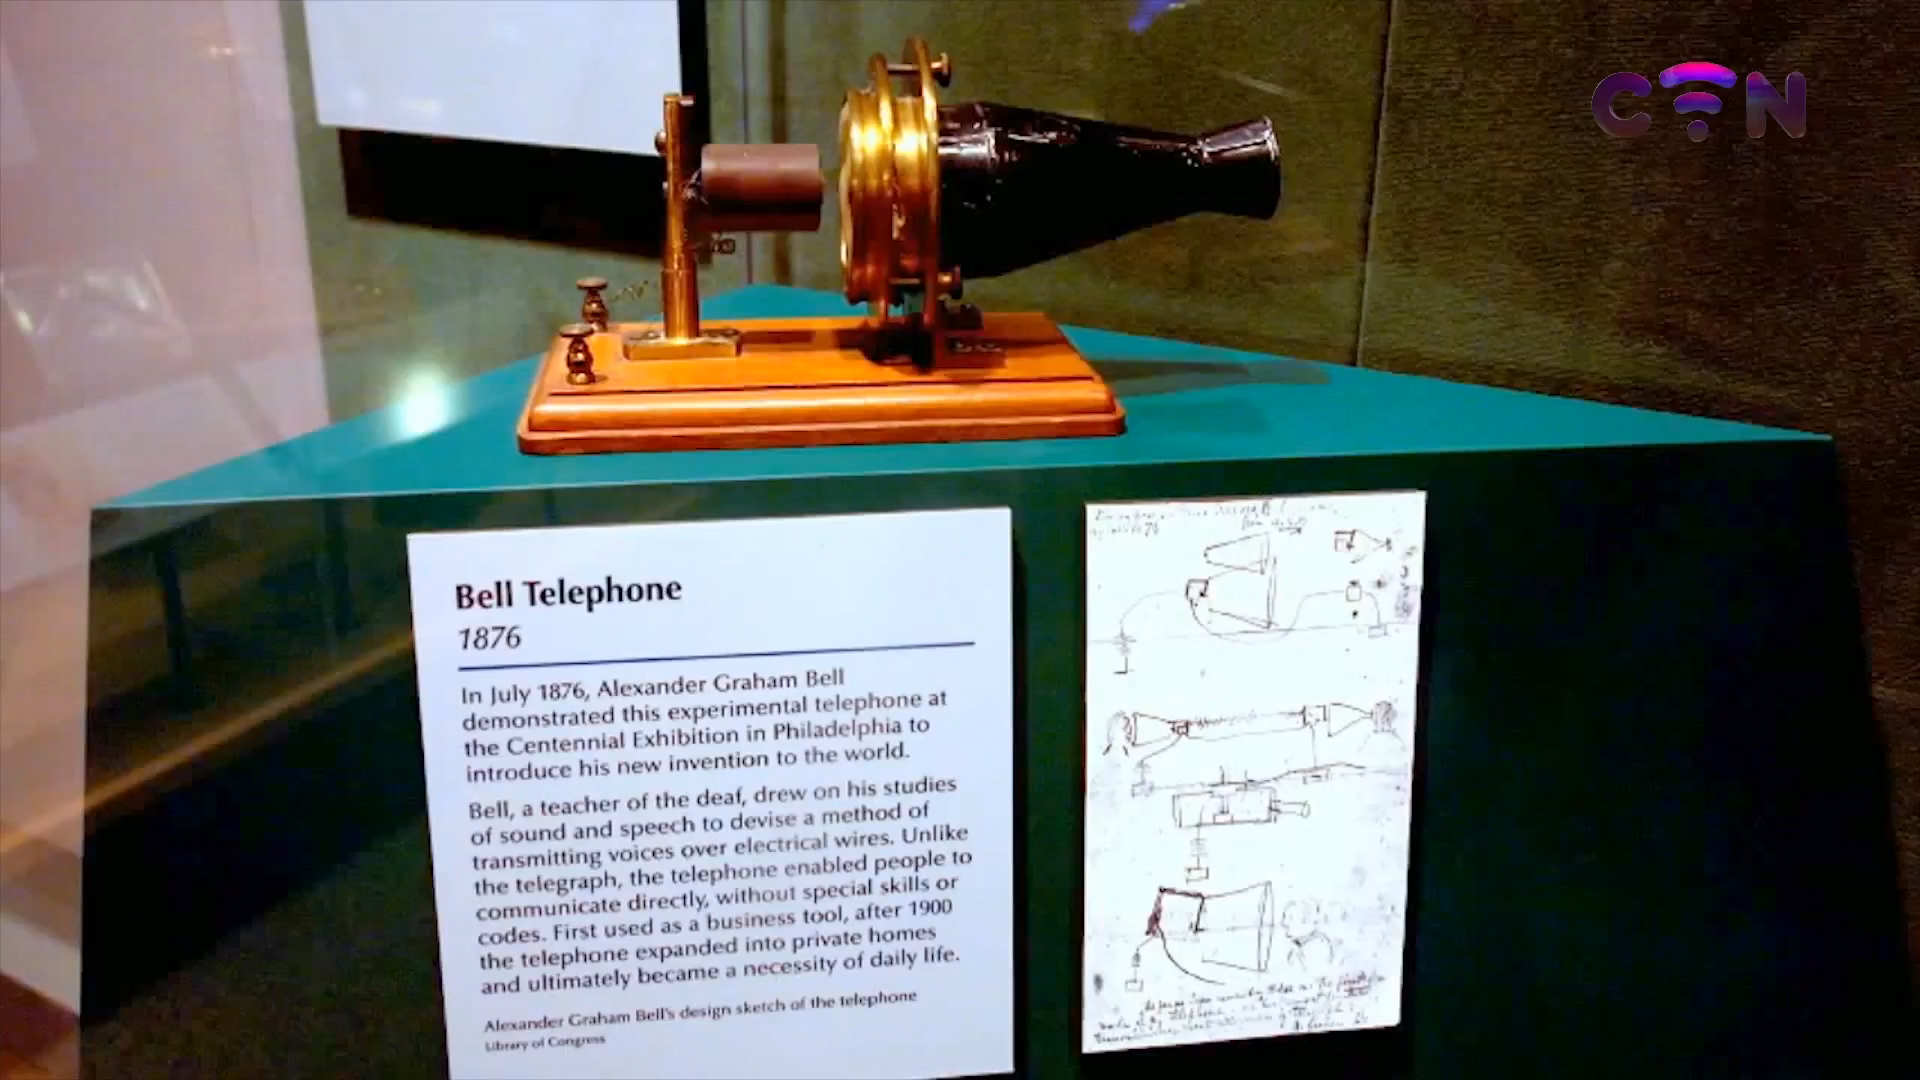 CTN
Bell Telephone
1876
In July 1876, Alexander Graham Bell
demonstrated this experimental telephone at
the Centennial Exhibition in Philadelphia to
introduce his new invention to the world.
Bell, a teacher of the deaf, drew on his studies
of sound and speech to devise a method of
transmitting voices over electrical wires. Unlike
the telegraph, the telephone enabled people to
communicate directly, without special skills or
codes. First used as a business tool, after 1900
the telephone expanded into private homes
and ultimately became a necessity of daily life.
Alexander Graham Bell's design sketch of the telephone
Library of Congress